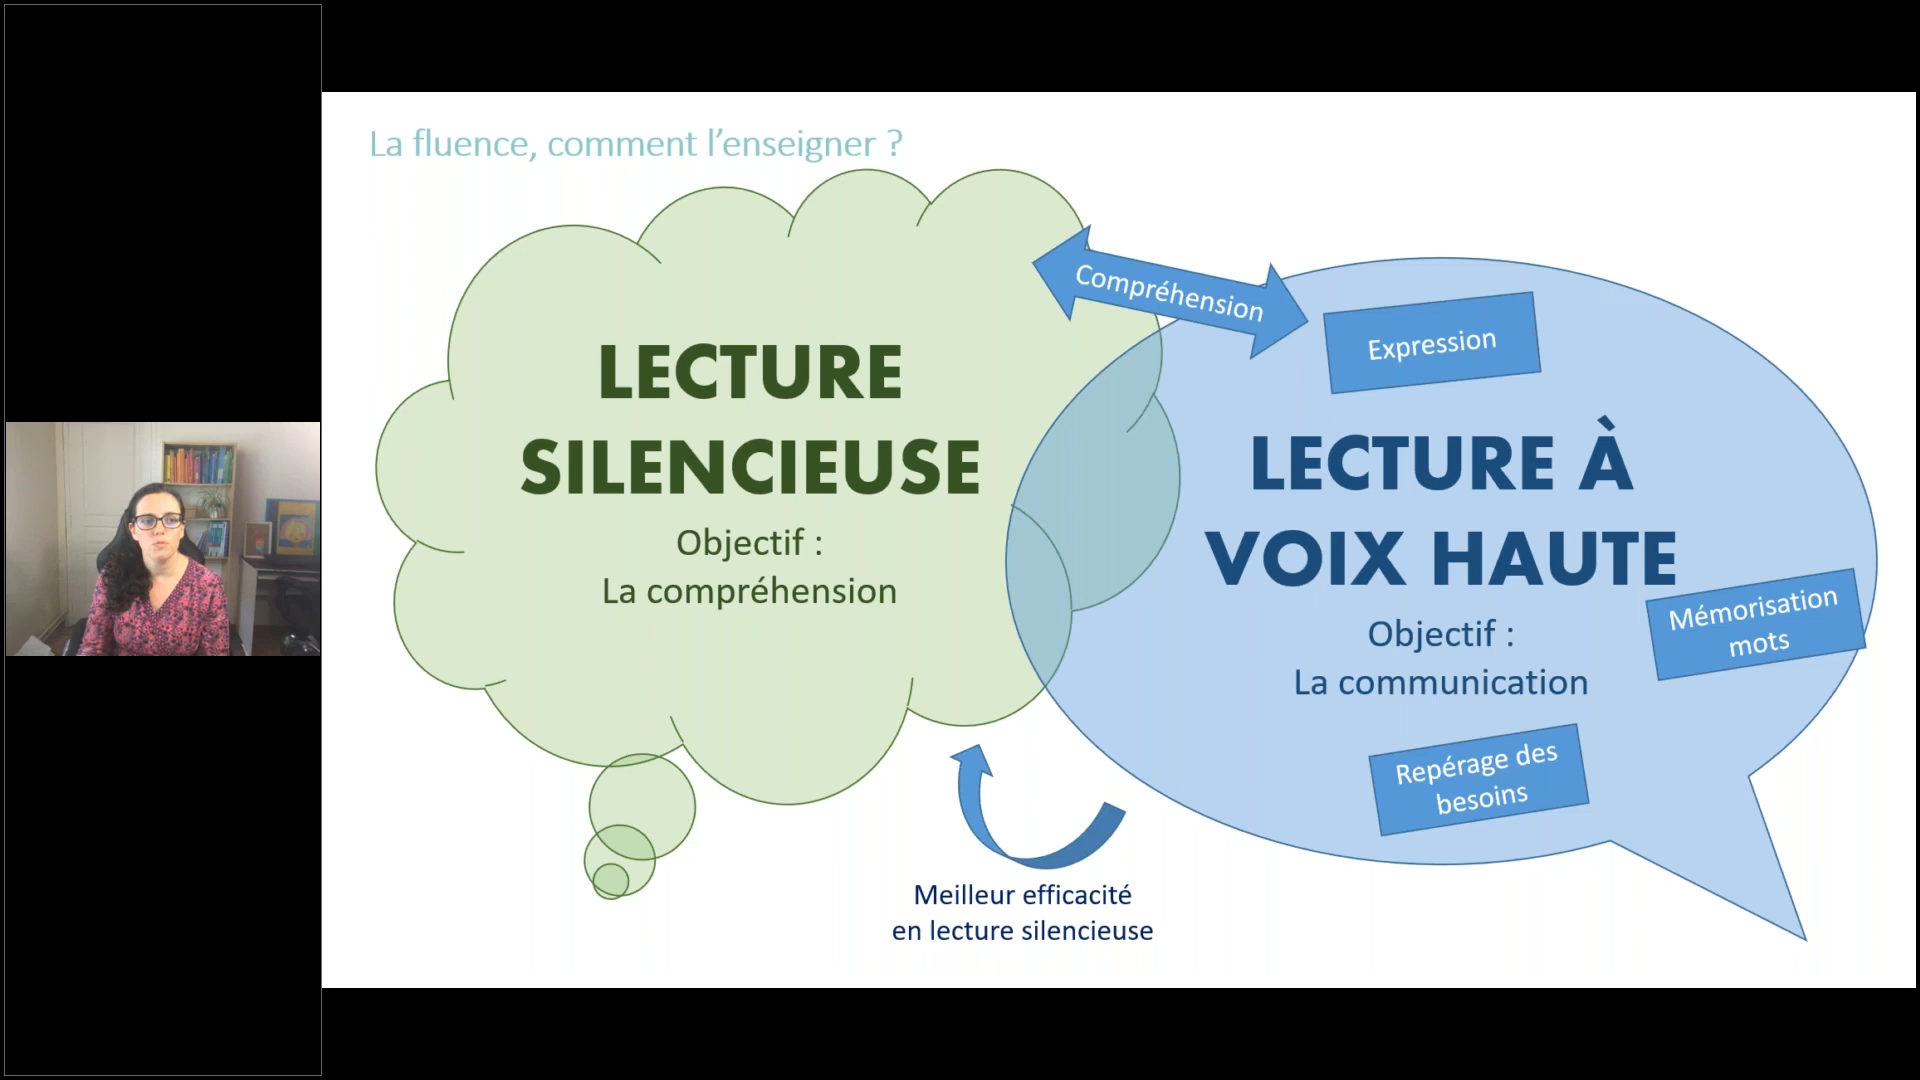 La fluence, comment l’enseigner ?
LECTURE
SILENCIEUSE
Objectif :
La compréhension
Compréhension
Expression
LECTURE À
VOIX HAUTE
Objectif :
La communication
Mémorisation
mots
Repérage des
besoins
Meilleur efficacité
en lecture silencieuse